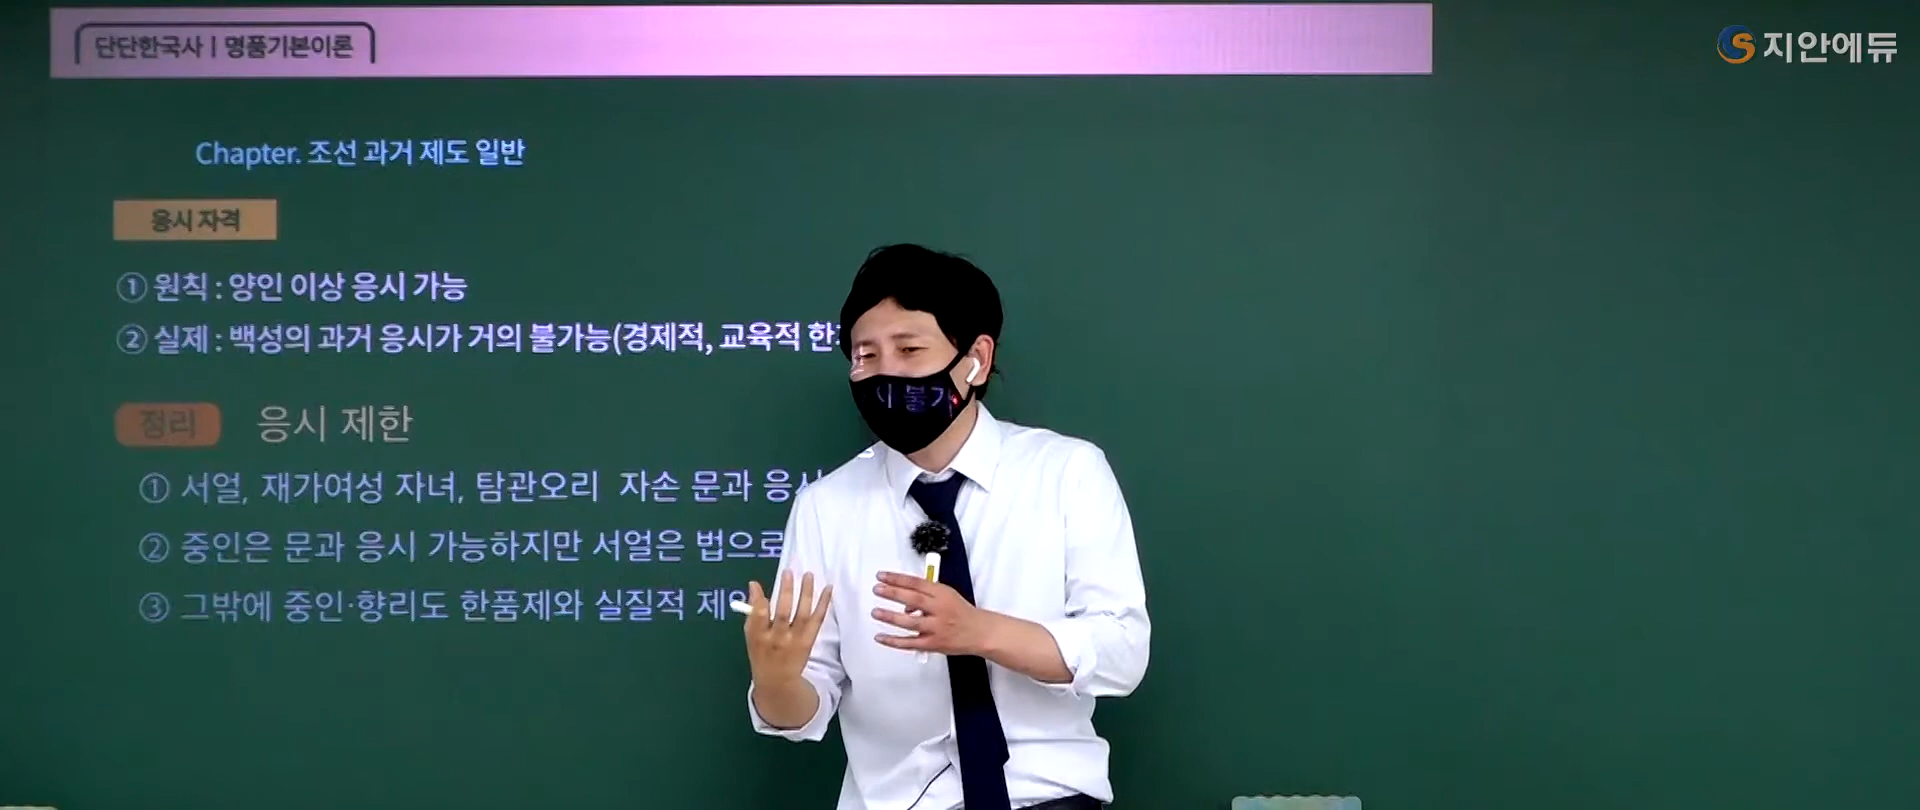 단단한국사 | 명품기본이론
지안에듀
Chapter. 조선 과거 제도 일반
응시 자격
① 원칙 : 양인 이상 응시 가능
② 실제 : 백성의 과거 응시가 거의 불가능(경제적, 교육적
정리 응시 제한
① 서얼, 재가여성 자녀, 탐관오리 자손 문과 응시 불가
② 중인은 문과 응시 가능하지만 서얼은 법으로
③ 그밖에 중인·향리도 한품제와 실질적